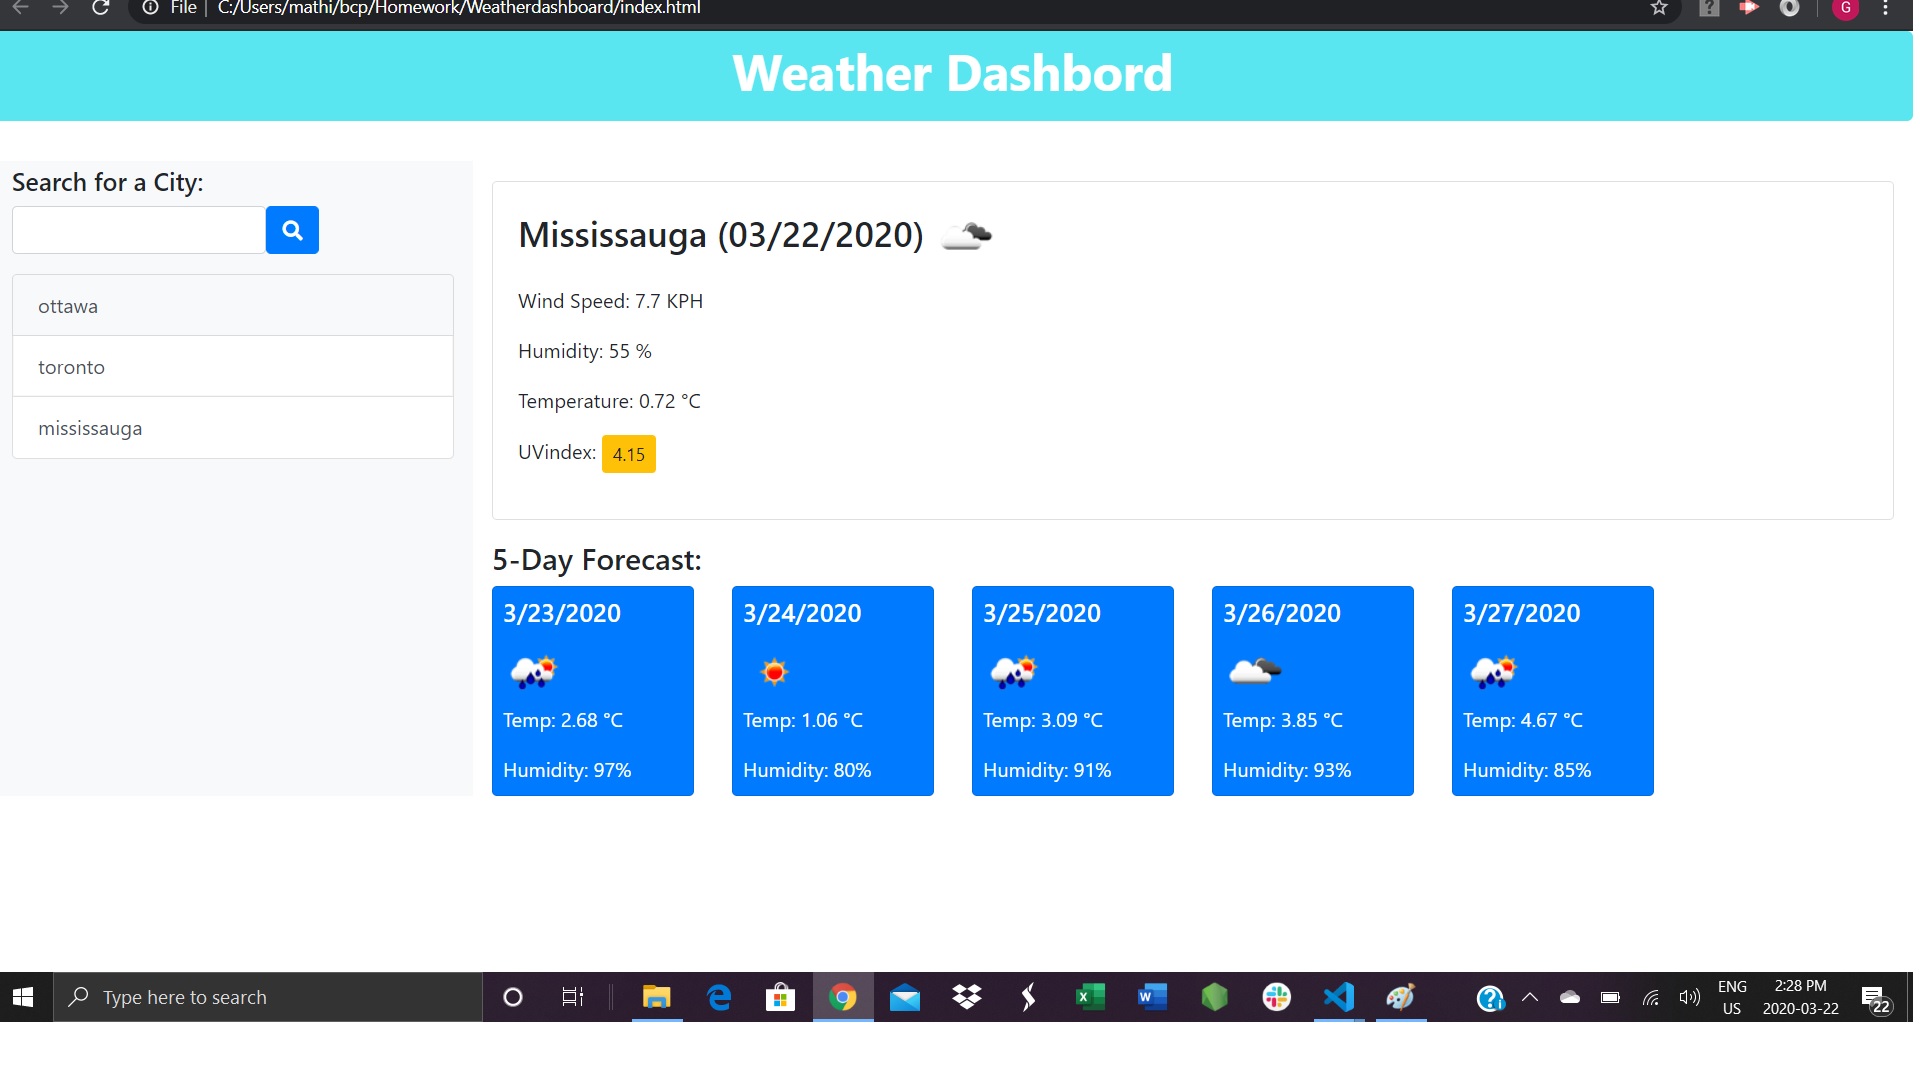 File | C:/Users/mathi/bcp/Homework/Weatherdashboard/index.html
G
Weather Dashbord
Search for a City:
ottawa
toronto
mississauga
Mississauga (03/22/2020)
Wind Speed: 7.7 KPH
Humidity: 55 %
Temperature: 0.72 °C
UVindex: 4.15
5-Day Forecast:
3/23/2020
Temp: 2.68 °C
Humidity: 97%
3/24/2020
Temp: 1.06 °C
Humidity: 80%
3/25/2020
Temp: 3.09 °C
Humidity: 91%
3/26/2020
Temp: 3.85 °C
Humidity: 93%
3/27/2020
Temp: 4.67 °C
Humidity: 85%
Type here to search
ENG
US
2:28 PM
2020-03-22
22